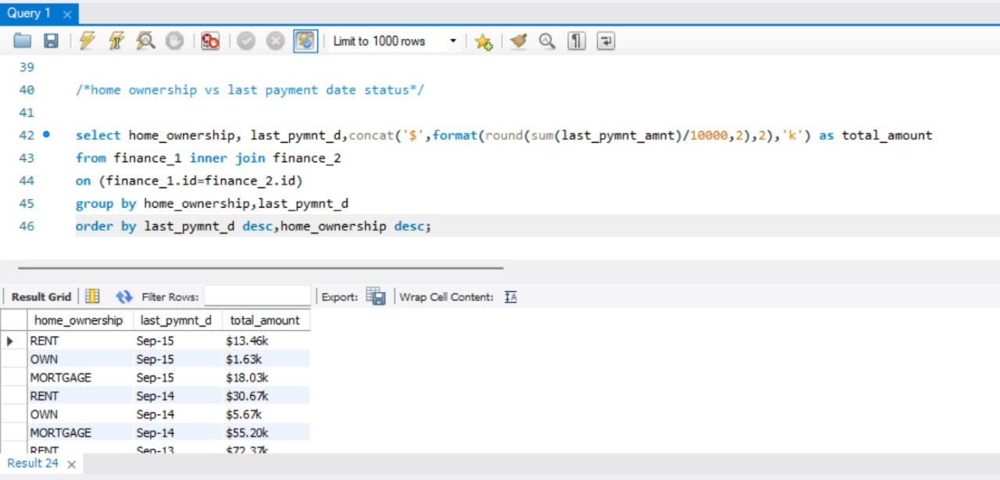 Query 1
Limit to 1000 rows
39
40 /*home ownership vs last payment date status*/
41
42 select home_ownership, last_pymnt_d,concat('$',format(round(sum(last_pymnt_amnt)/10000,2),2),'k') as total_amount
43 from finance_1 inner join finance_2
44 on (finance_1.id=finance_2.id)
45 group by home_ownership,last_pymnt_d
46 order by last_pymnt_d desc,home_ownership desc;
Result Grid Filter Rows: Export: Wrap Cell Content:
home_ownership last_pymnt_d total_amount
RENT Sep-15 $13.46k
OWN Sep-15 $1.63k
MORTGAGE Sep-15 $18.03k
RENT Sep-14 $30.67k
OWN Sep-14 $5.67k
MORTGAGE Sep-14 $55.20k
RENT Sep-13 $72.37k
Result 24